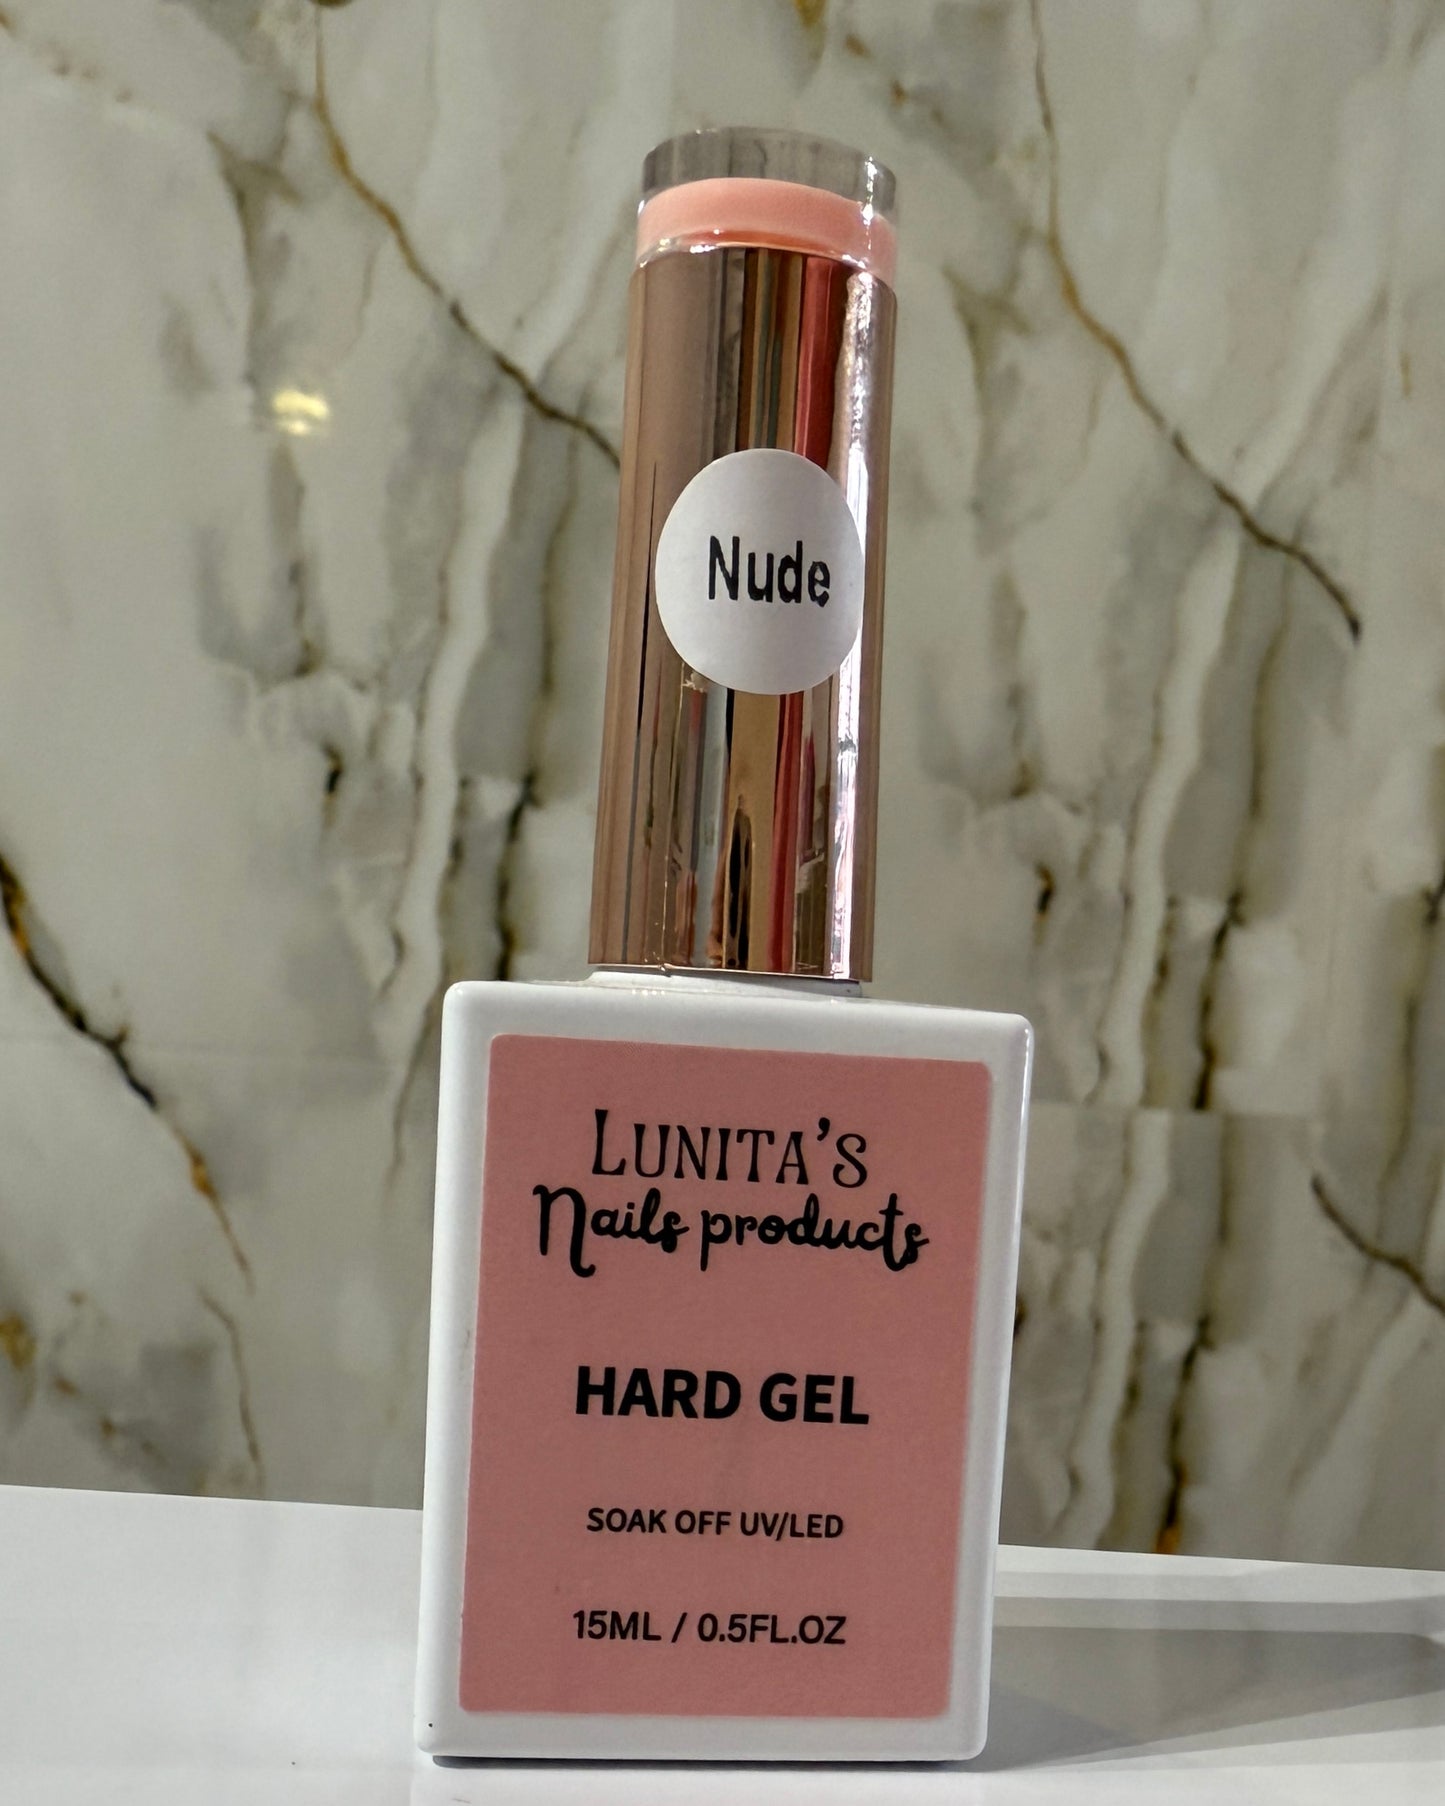 Nude
LUNITA'S
Nails products
HARD GEL
SOAK OFF UV/LED
15ML / 0.5FL.OZ